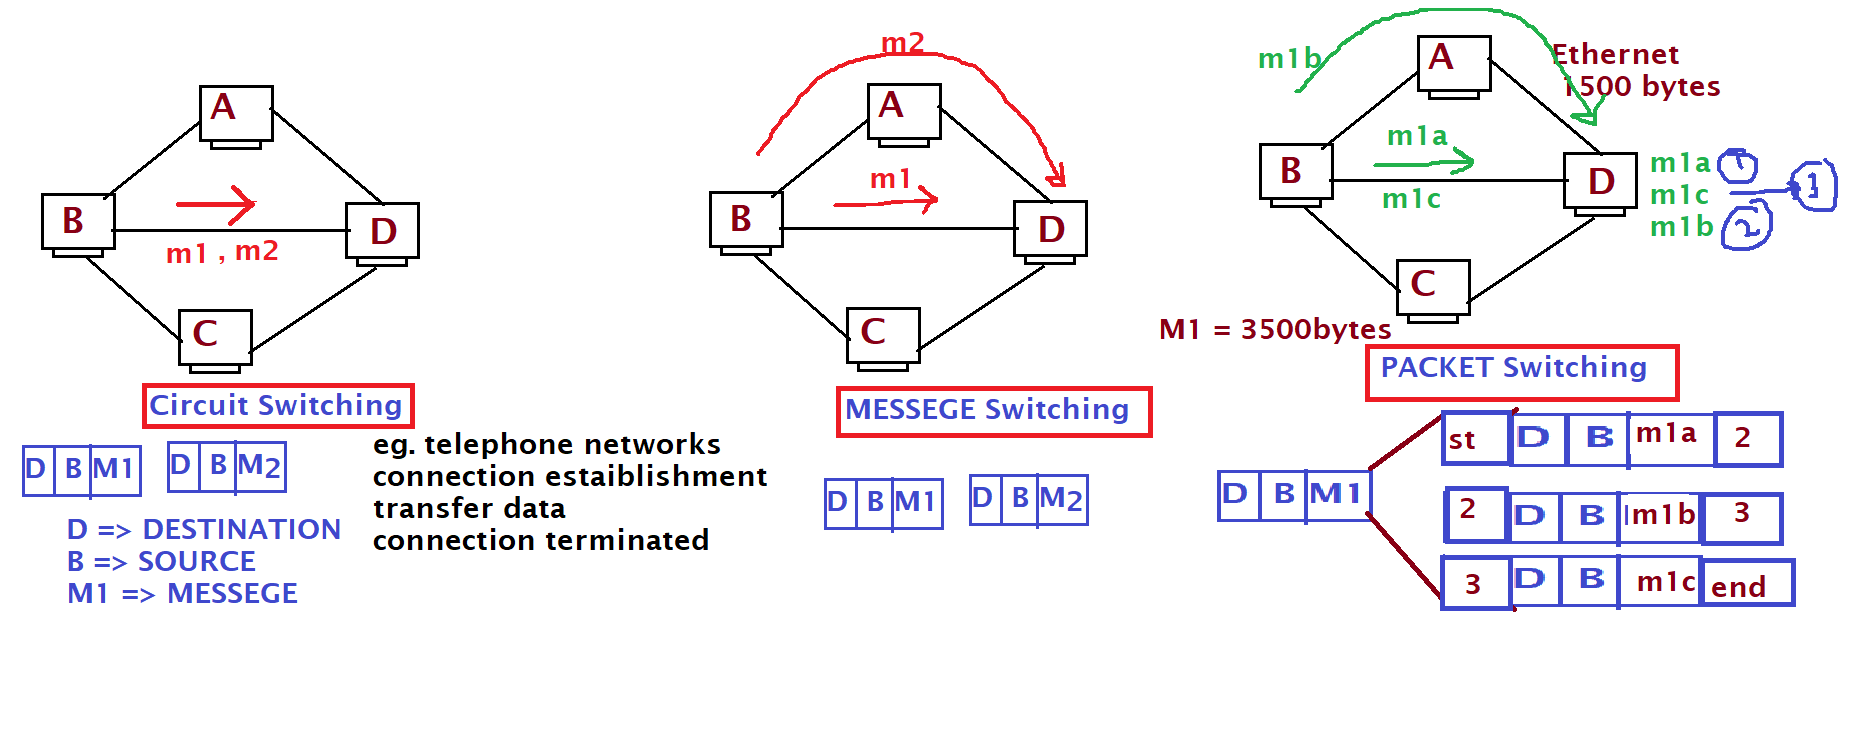 A
B
D
m1 , m2
C
Circuit Switching
D B M1
D B M2
eg. telephone networks
connection estaiblishment
transfer data
connection terminated
D => DESTINATION
B => SOURCE
M1 => MESSEGE
m2
A
m1
B
D
C
MESSEGE Switching
D B M1
D B M2
m1b
A
Ethernet
1500 bytes
m1a
B
D
m1c
m1a 1
m1c 1
m1b 2
C
M1 = 3500bytes
PACKET Switching
D B M1
st D B m1a 2
2 D B m1b 3
3 D B m1c end